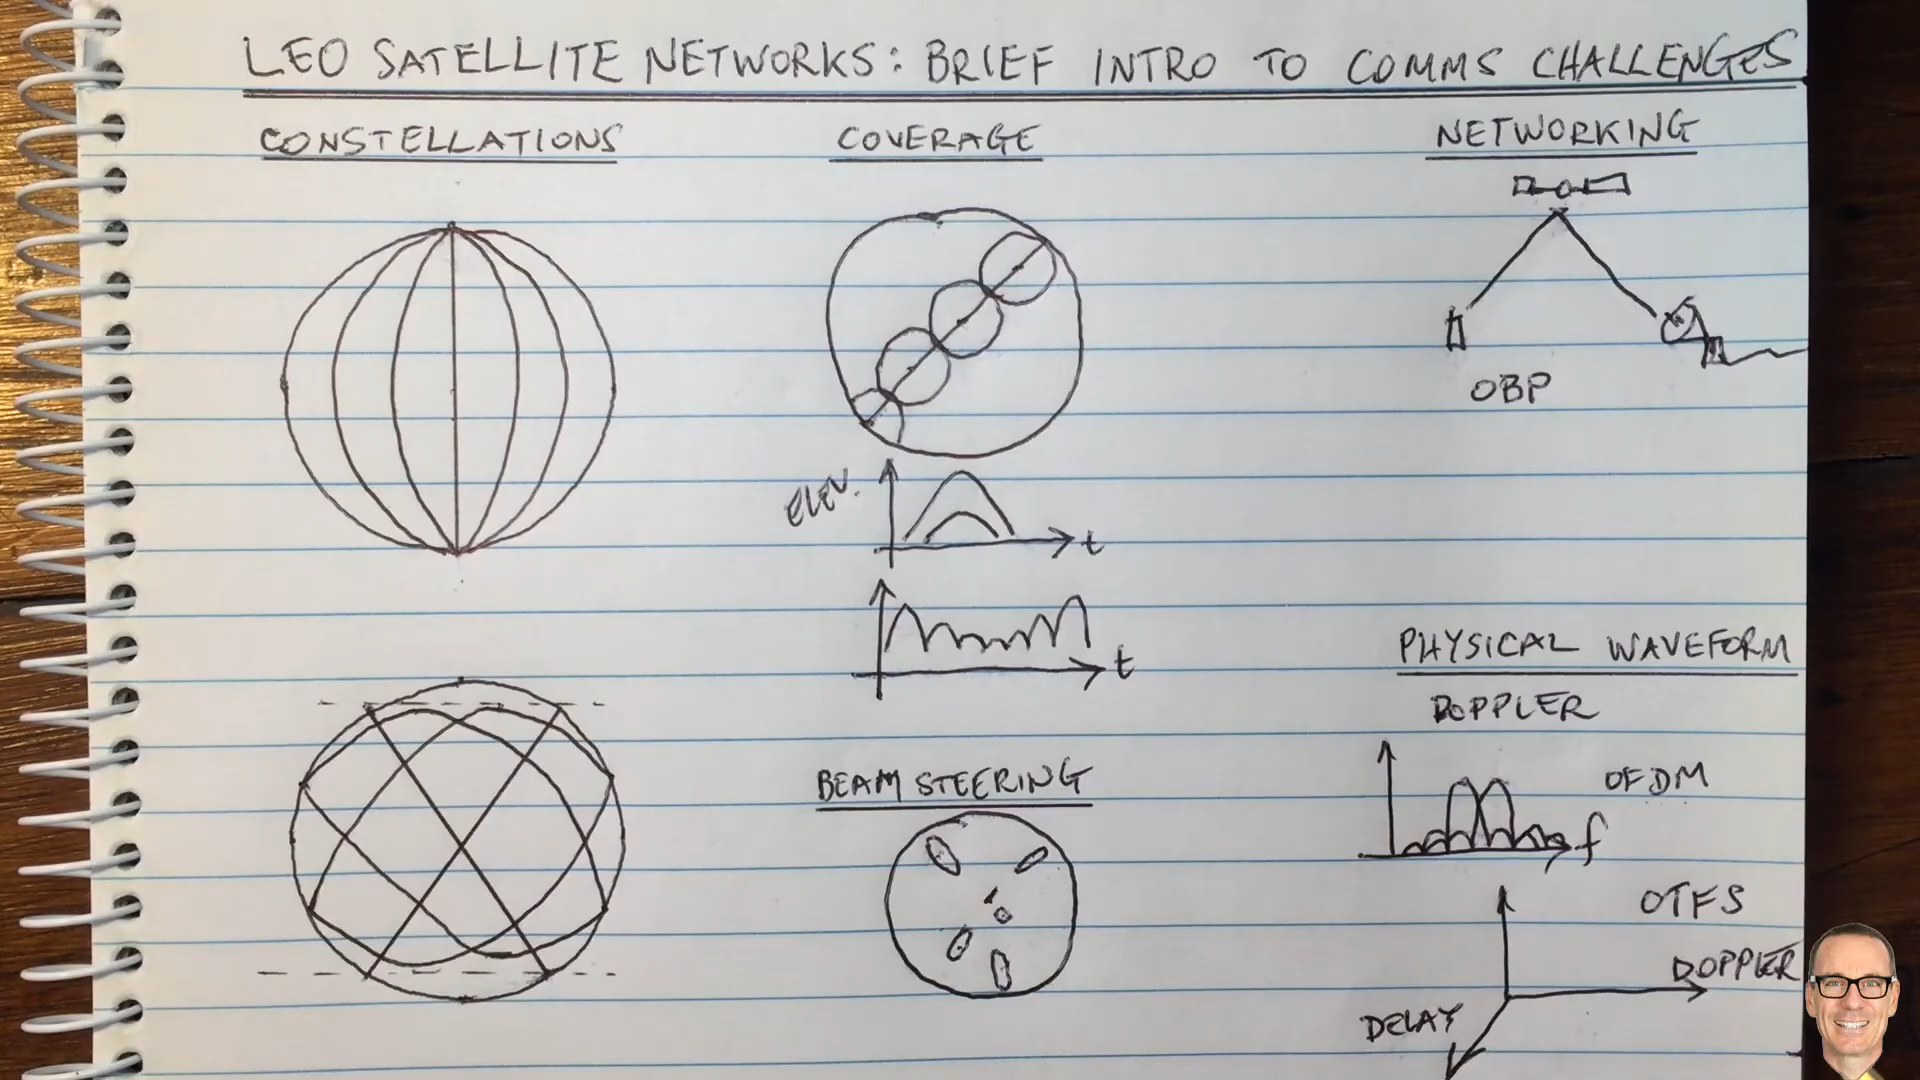 LEO SATELLITE NETWORKS: BRIEF INTRO TO COMMS CHALLENGES
CONSTELLATIONS
COVERAGE
ELEV.
t
t
BEAM STEERING
NETWORKING
OBP
PHYSICAL WAVEFORM
DOPPLER
OFDM
f
OTFS
DOPPLER
DELAY